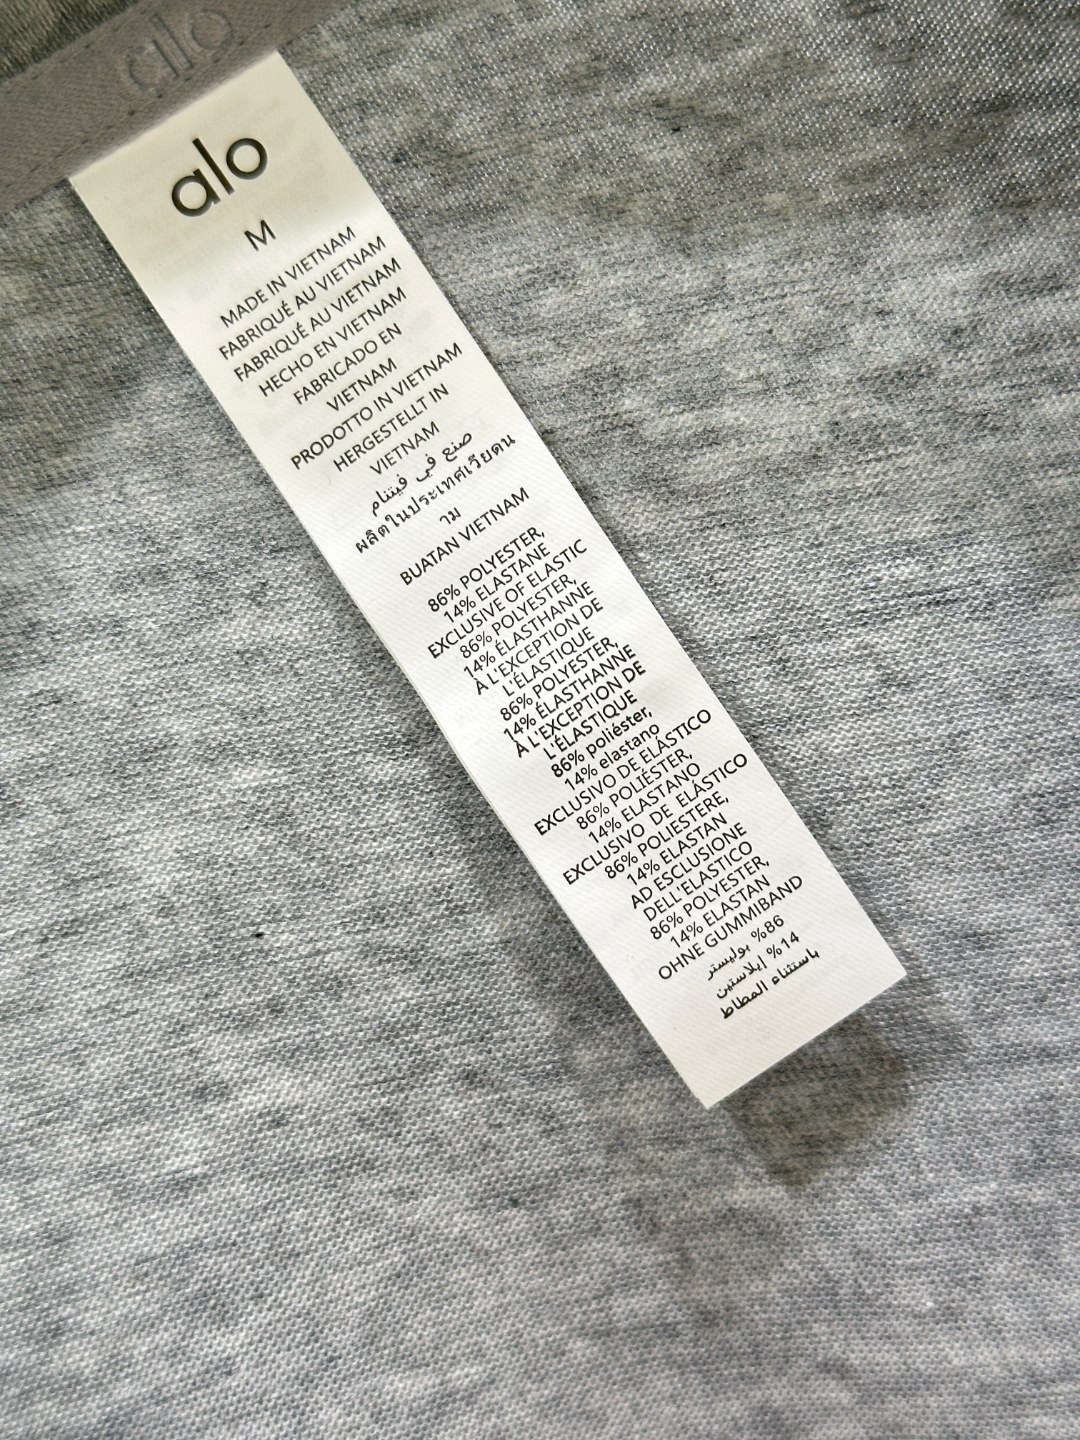 alo
alo
M
MADE IN VIETNAM
FABRIQUÉ AU VIETNAM
FABRIQUÉ AU VIETNAM
HECHO EN VIETNAM
FABRICADO EN
VIETNAM
PRODOTTO IN VIETNAM
HERGESTELLT IN
VIETNAM
صنع في فيتنام
ผลิตในประเทศเวียดน
าม
BUATAN VIETNAM
86% POLYESTER,
14% ELASTANE
EXCLUSIVE OF ELASTIC
86% POLYESTER,
14% ÉLASTHANNE
À L'EXCEPTION DE
L'ÉLASTIQUE
86% POLYESTER,
14% ÉLASTHANNE
À L'EXCEPTION DE
L'ÉLASTIQUE
86% poliéster,
14% elastano
EXCLUSIVO DE ELÁSTICO
86% POLIÉSTER,
14% ELASTANO
EXCLUSIVO DE ELÁSTICO
86% POLIESTERE,
14% ELASTAN
AD ESCLUSIONE
DELL'ELASTICO
86% POLYESTER,
14% ELASTAN
OHNE GUMMIBAND
86% بوليستر
14% إيلاستين
باستثناء المطاط